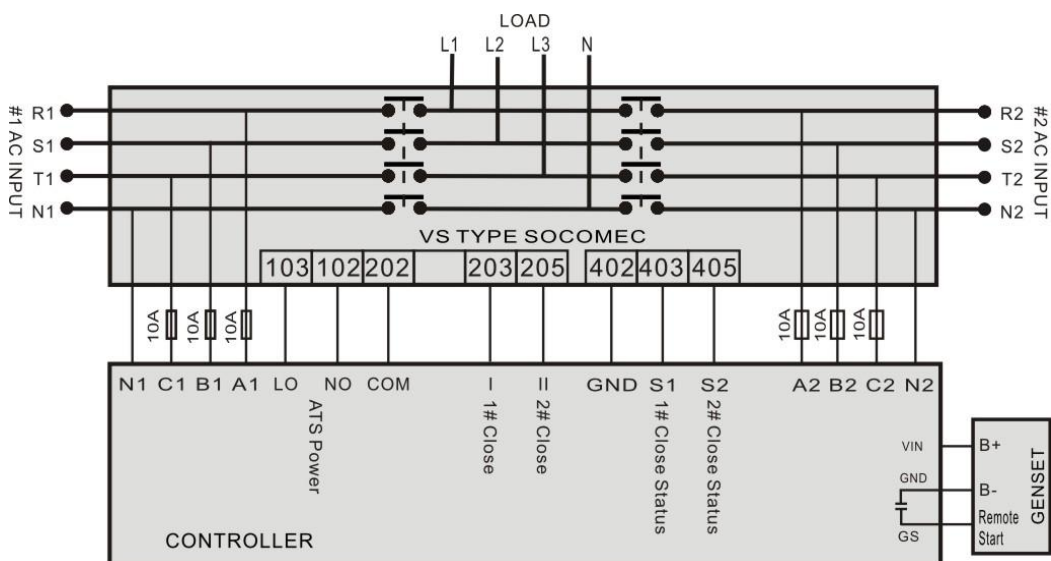 LOAD
L1 L2 L3 N
#1 AC INPUT
R1
S1
T1
N1
#2 AC INPUT
R2
S2
T2
N2
VS TYPE SOCOMEC
103 102 202 203 205 402 403 405
10A 10A 10A 10A 10A 10A
N1 C1 B1 A1 LO NO COM I II GND S1 S2 A2 B2 C2 N2
ATS Power
1# Close
2# Close
1# Close Status
2# Close Status
VIN
GND
GS
B+
B-
Remote
Start
GENSET
CONTROLLER